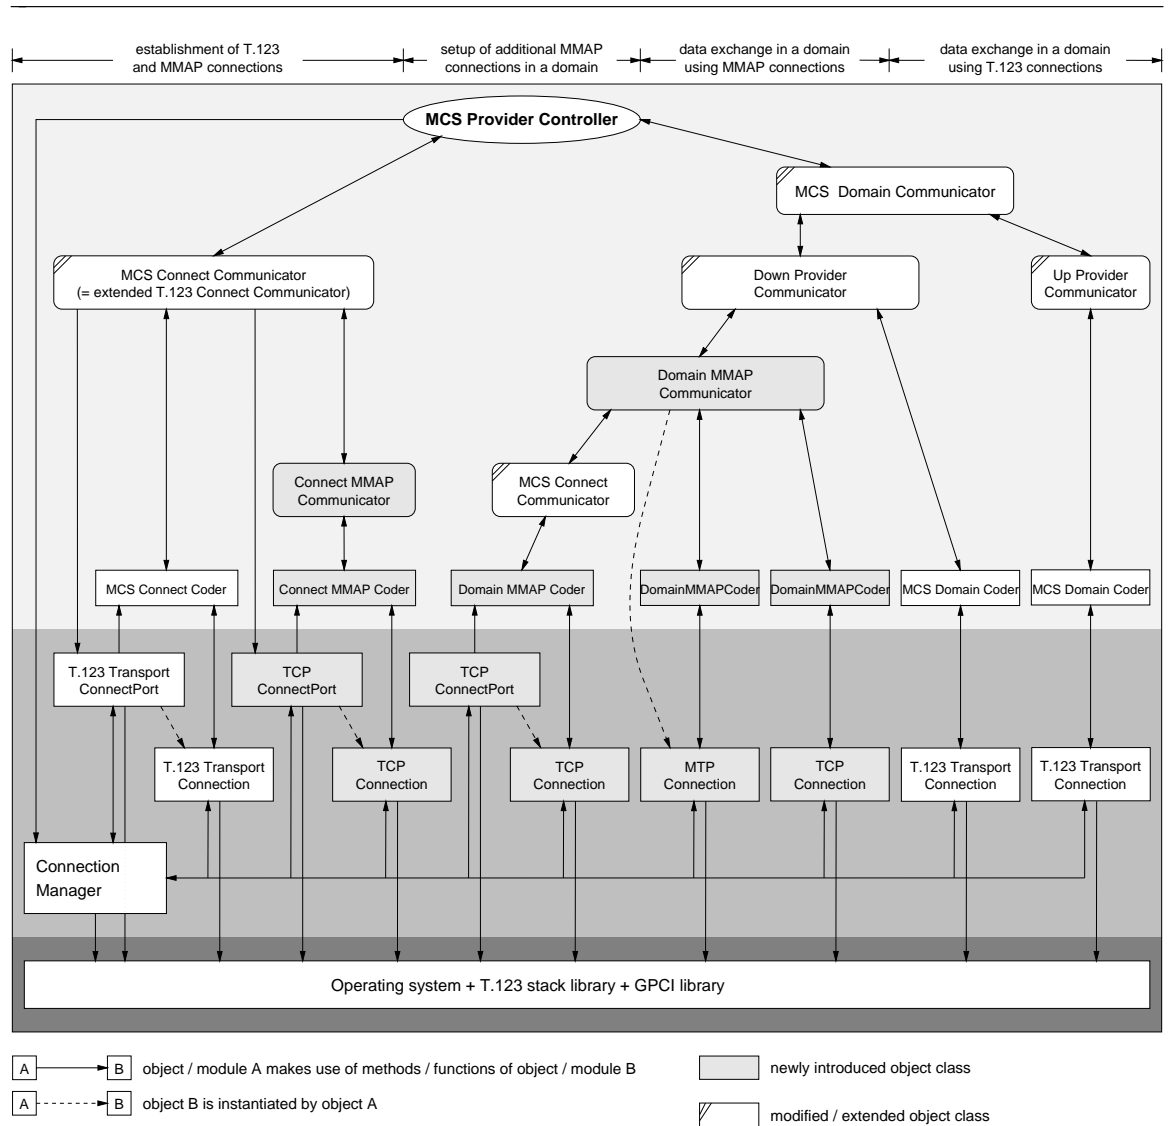 establishment of T.123
and MMAP connections
setup of additional MMAP
connections in a domain
data exchange in a domain
using MMAP connections
data exchange in a domain
using T.123 connections
MCS Provider Controller
MCS Domain Communicator
MCS Connect Communicator
(= extended T.123 Connect Communicator)
Down Provider
Communicator
Up Provider
Communicator
Domain MMAP
Communicator
Connect MMAP
Communicator
MCS Connect
Communicator
MCS Connect Coder
Connect MMAP Coder
Domain MMAP Coder
DomainMMAPCoder
DomainMMAPCoder
MCS Domain Coder
MCS Domain Coder
T.123 Transport
ConnectPort
TCP
ConnectPort
TCP
ConnectPort
T.123 Transport
Connection
TCP
Connection
TCP
Connection
MTP
Connection
TCP
Connection
T.123 Transport
Connection
T.123 Transport
Connection
Connection
Manager
Operating system + T.123 stack library + GPCI library
A B object / module A makes use of methods / functions of object / module B
newly introduced object class
A B object B is instantiated by object A
modified / extended object class